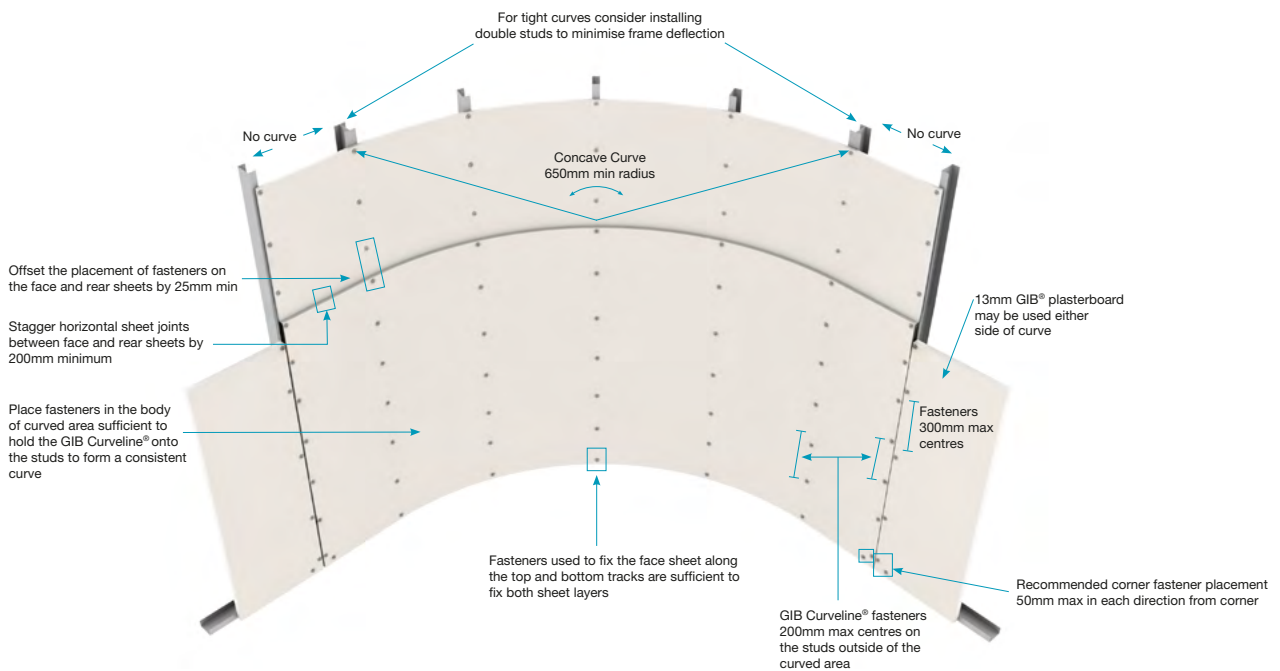 For tight curves consider installing
double studs to minimise frame deflection
No curve
No curve
Concave Curve
650mm min radius
Offset the placement of fasteners on
the face and rear sheets by 25mm min
Stagger horizontal sheet joints
between face and rear sheets by
200mm minimum
13mm GIB® plasterboard
may be used either
side of curve
Place fasteners in the body
of curved area sufficient to
hold the GIB Curveline® onto
the studs to form a consistent
curve
Fasteners
300mm max
centres
Fasteners used to fix the face sheet along
the top and bottom tracks are sufficient to
fix both sheet layers
Recommended corner fastener placement
50mm max in each direction from corner
GIB Curveline® fasteners
200mm max centres on
the studs outside of the
curved area